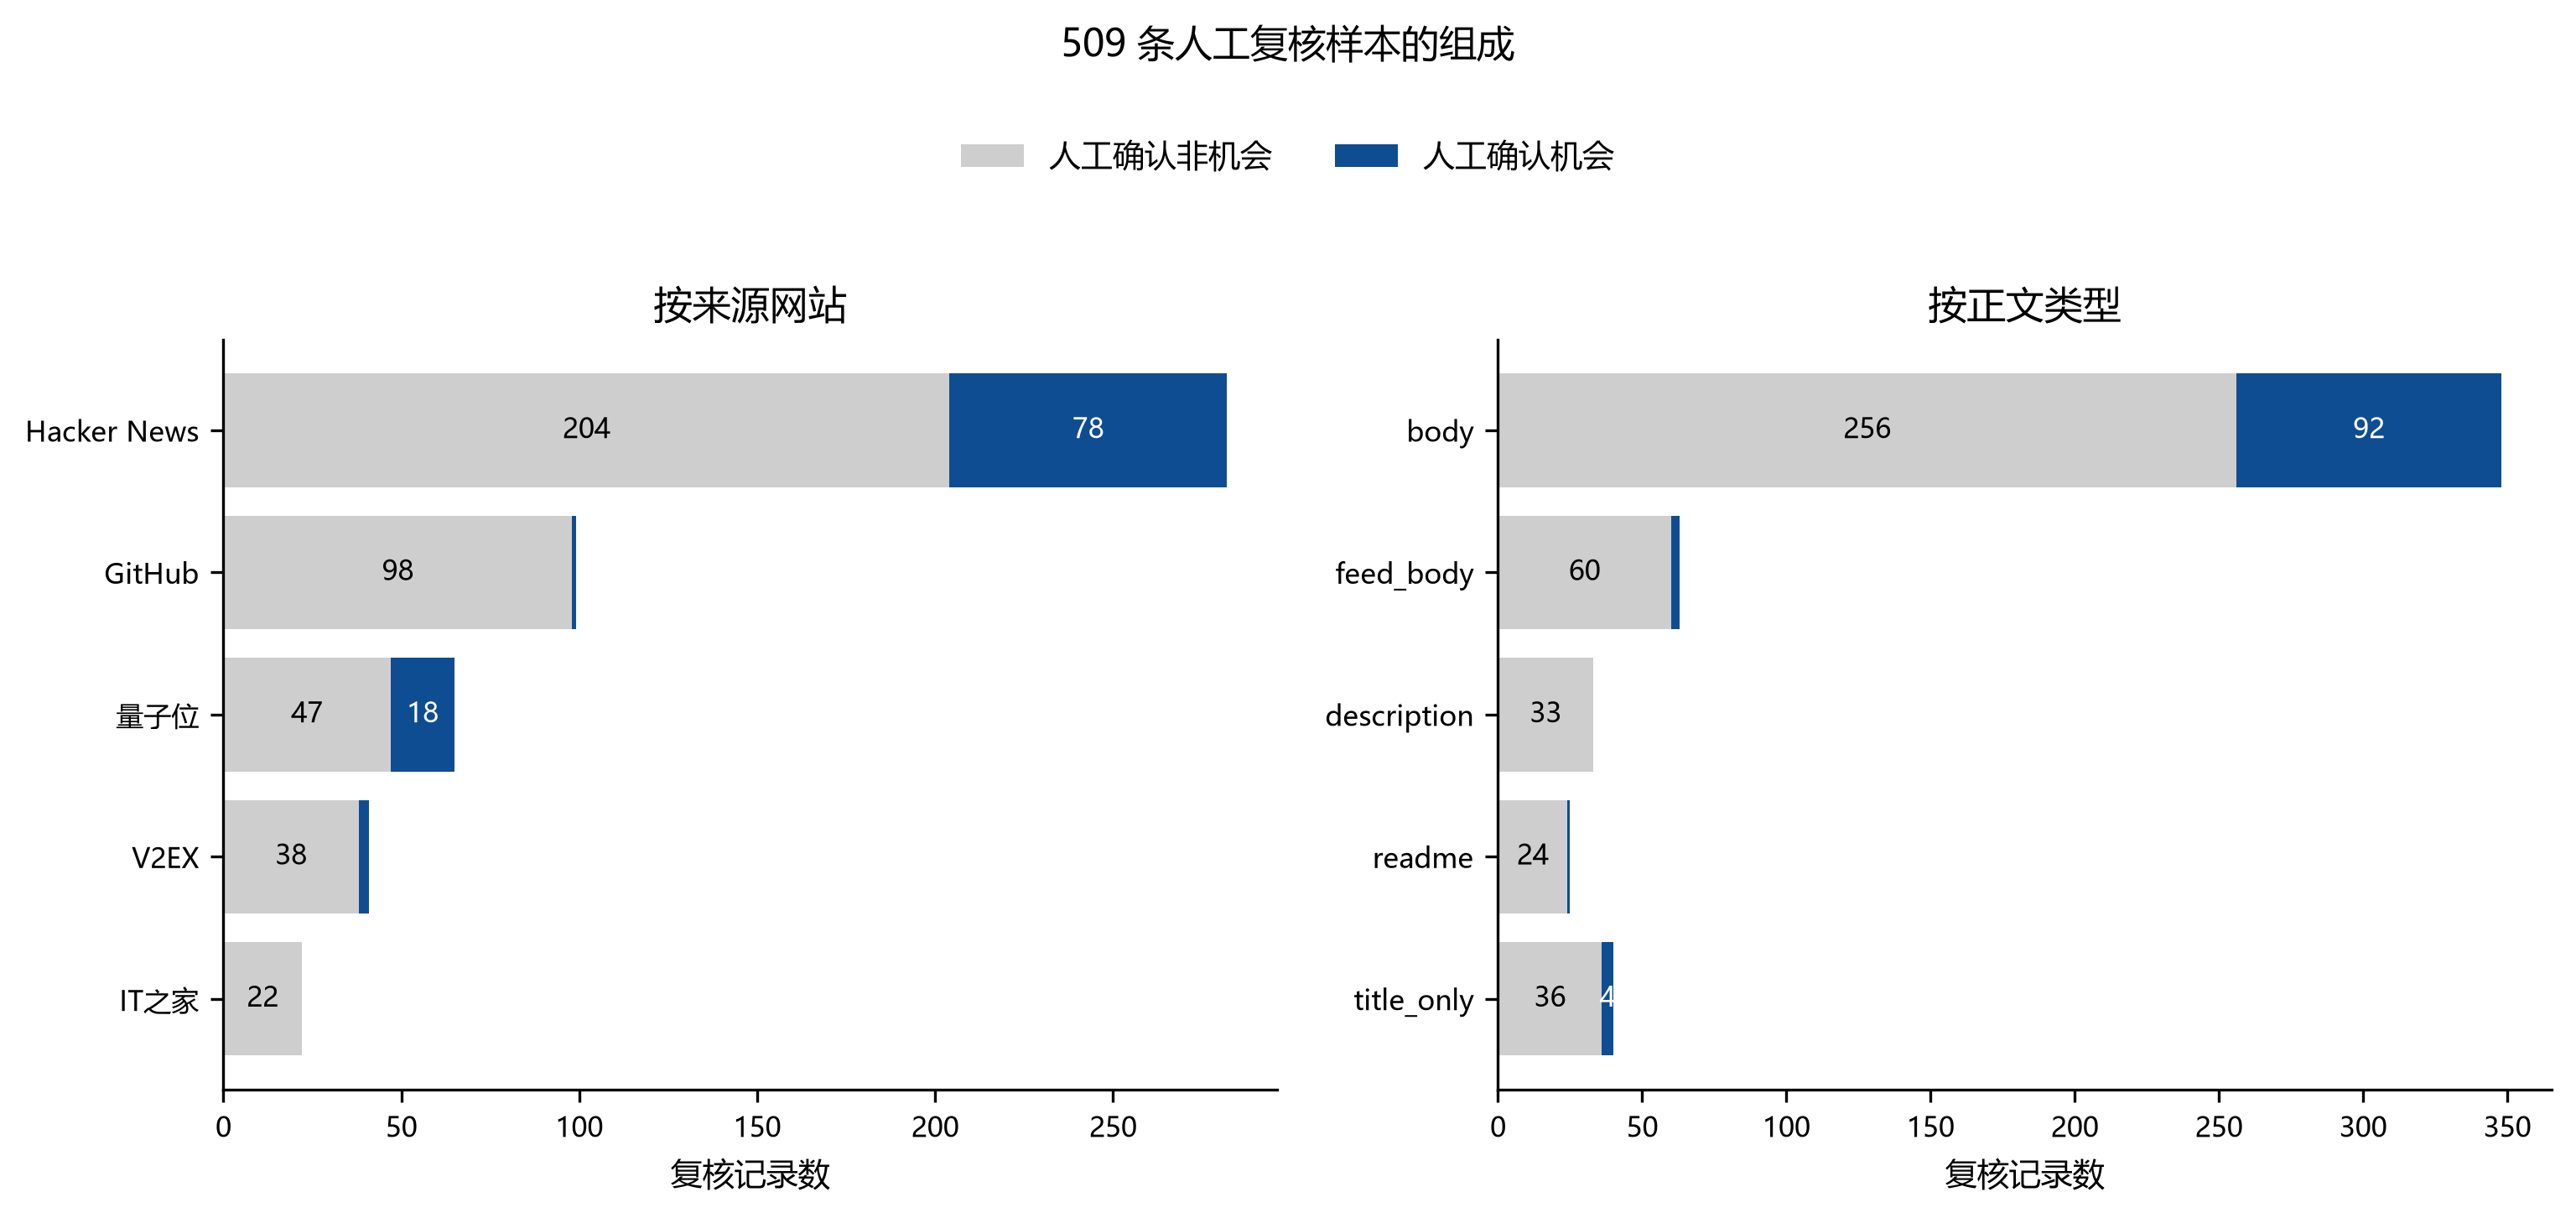 509 条人工复核样本的组成
人工确认非机会
人工确认机会
按来源网站
Hacker News
204
78
GitHub
98
量子位
47
18
V2EX
38
IT之家
22
0 50 100 150 200 250
复核记录数
按正文类型
body
256
92
feed_body
60
description
33
readme
24
title_only
36
4
0 50 100 150 200 250 300 350
复核记录数